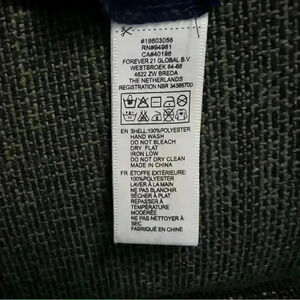 #19603056
RN#94981
CA#40198
FOREVER 21 GLOBAL B.V.
WESTBROEK 64-66
4822 ZW BREDA
THE NETHERLANDS
REGISTRATION NBR 34386700
EN SHELL:100%POLYESTER
HAND WASH
DO NOT BLEACH
DRY FLAT
IRON LOW
DO NOT DRY CLEAN
MADE IN CHINA
FR ÉTOFFE EXTÉRIEURE:
100%POLYESTER
LAVER À LA MAIN
NE PAS BLANCHIR
SÉCHER À PLAT
REPASSER À
TEMPÉRATURE
MODÉRÉE
NE PAS NETTOYER À
SEC
FABRIQUÉ EN CHINE